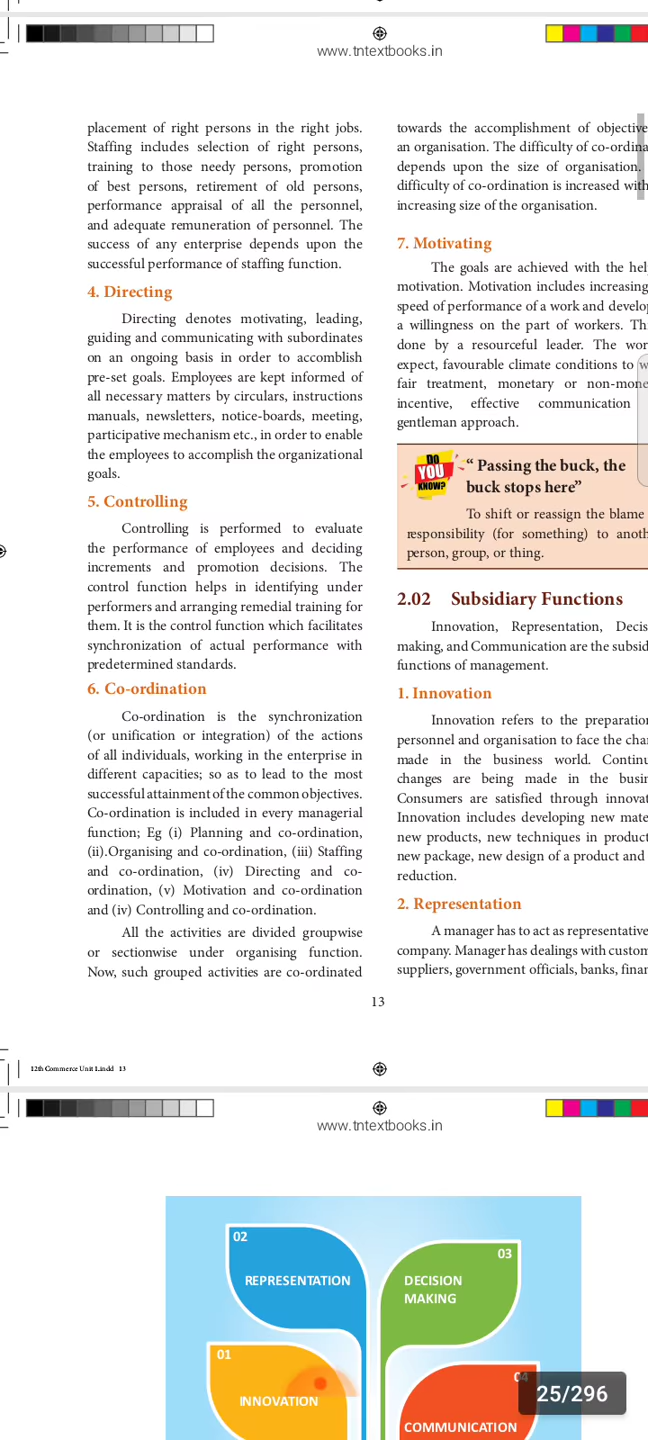 www.tntextbooks.in
placement of right persons in the right jobs.
Staffing includes selection of right persons,
training to those needy persons, promotion
of best persons, retirement of old persons,
performance appraisal of all the personnel,
and adequate remuneration of personnel. The
success of any enterprise depends upon the
successful performance of staffing function.
4. Directing
Directing denotes motivating, leading,
guiding and communicating with subordinates
on an ongoing basis in order to accomblish
pre-set goals. Employees are kept informed of
all necessary matters by circulars, instructions
manuals, newsletters, notice-boards, meeting,
participative mechanism etc., in order to enable
the employees to accomplish the organizational
goals.
5. Controlling
Controlling is performed to evaluate
the performance of employees and deciding
increments and promotion decisions. The
control function helps in identifying under
performers and arranging remedial training for
them. It is the control function which facilitates
synchronization of actual performance with
predetermined standards.
6. Co-ordination
Co-ordination is the synchronization
(or unification or integration) of the actions
of all individuals, working in the enterprise in
different capacities; so as to lead to the most
successful attainment of the common objectives.
Co-ordination is included in every managerial
function; Eg (i) Planning and co-ordination,
(ii).Organising and co-ordination, (iii) Staffing
and co-ordination, (iv) Directing and co-
ordination, (v) Motivation and co-ordination
and (iv) Controlling and co-ordination.
All the activities are divided groupwise
or sectionwise under organising function.
Now, such grouped activities are co-ordinated
towards the accomplishment of objective
an organisation. The difficulty of co-ordina
depends upon the size of organisation.
difficulty of co-ordination is increased with
increasing size of the organisation.
7. Motivating
The goals are achieved with the hel
motivation. Motivation includes increasing
speed of performance of a work and develop
a willingness on the part of workers. Thi
done by a resourceful leader. The wor
expect, favourable climate conditions to w
fair treatment, monetary or non-mone
incentive, effective communication
gentleman approach.
DO YOU KNOW?
“ Passing the buck, the
buck stops here”
To shift or reassign the blame
responsibility (for something) to anoth
person, group, or thing.
2.02 Subsidiary Functions
Innovation, Representation, Decis
making, and Communication are the subsid
functions of management.
1. Innovation
Innovation refers to the preparation
personnel and organisation to face the chan
made in the business world. Continu
changes are being made in the busin
Consumers are satisfied through innovat
Innovation includes developing new mate
new products, new techniques in product
new package, new design of a product and
reduction.
2. Representation
A manager has to act as representative
company. Manager has dealings with custom
suppliers, government officials, banks, finan
13
12th Commerce Unit 1.indd 13
www.tntextbooks.in
02
REPRESENTATION
03
DECISION
MAKING
01
INNOVATION
04
COMMUNICATION
25/296